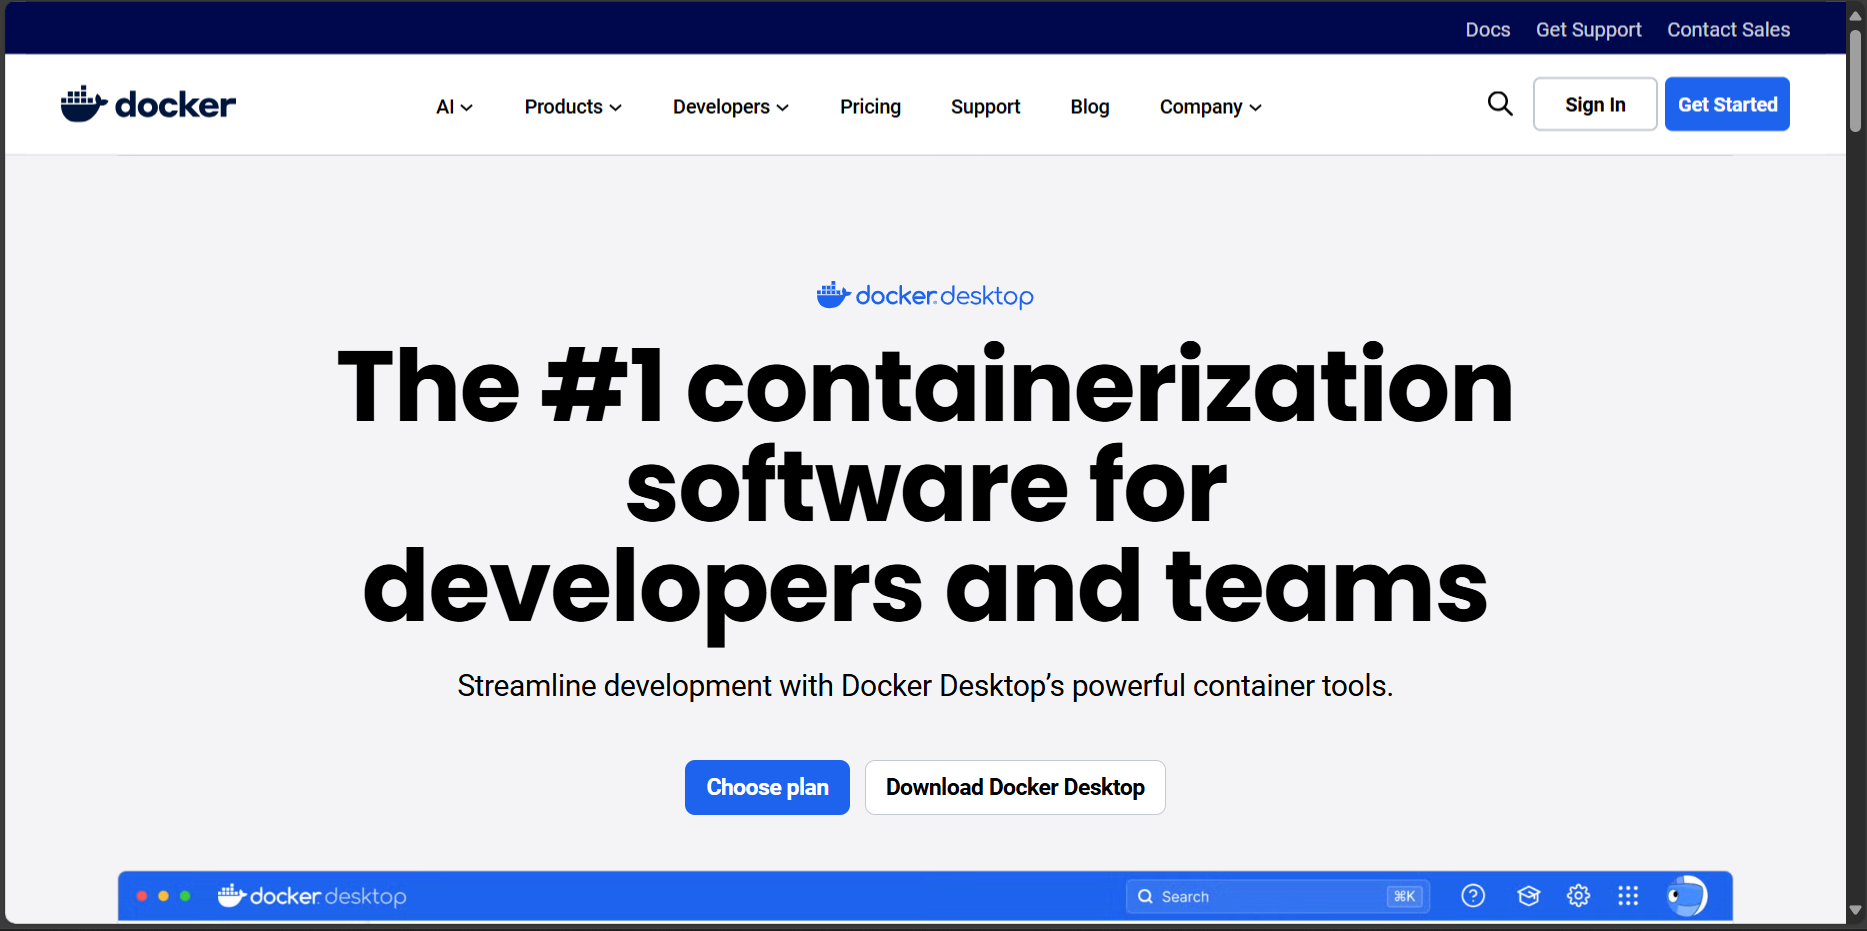 Docs Get Support Contact Sales
docker AI Products Developers Pricing Support Blog Company Sign In Get Started
docker desktop
The #1 containerization
software for
developers and teams
Streamline development with Docker Desktop’s powerful container tools.
Choose plan Download Docker Desktop
docker desktop Search ⌘K